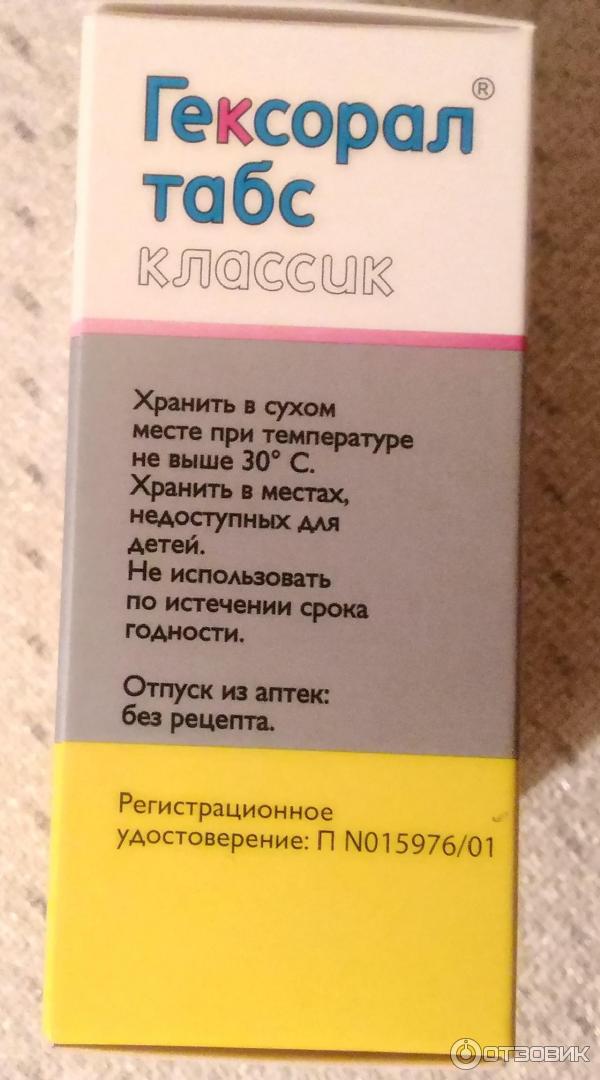 Гексорал®
табс
классик
Хранить в сухом
месте при температуре
не выше 30° С.
Хранить в местах,
недоступных для
детей.
Не использовать
по истечении срока
годности.
Отпуск из аптек:
без рецепта.
Регистрационное
удостоверение: П N015976/01
ОТЗОВИК